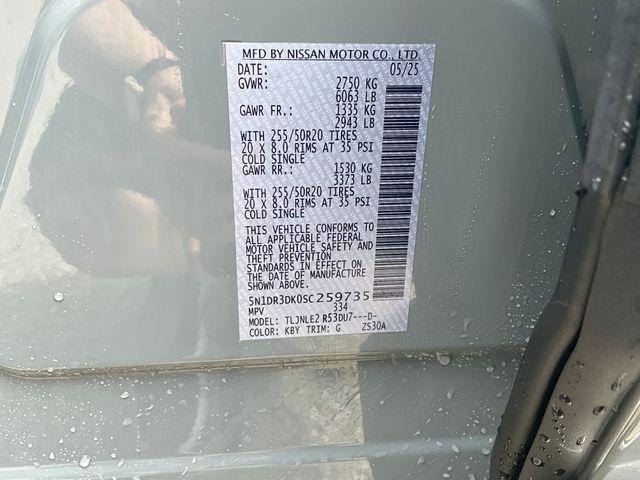 MFD BY NISSAN MOTOR CO., LTD.
DATE: 05/25
GVWR: 2750 KG
6063 LB
GAWR FR.: 1335 KG
2943 LB
WITH 255/50R20 TIRES
20 X 8.0 RIMS AT 35 PSI
COLD SINGLE
GAWR RR.: 1530 KG
3373 LB
WITH 255/50R20 TIRES
20 X 8.0 RIMS AT 35 PSI
COLD SINGLE
THIS VEHICLE CONFORMS TO
ALL APPLICABLE FEDERAL
MOTOR VEHICLE SAFETY AND
THEFT PREVENTION
STANDARDS IN EFFECT ON
THE DATE OF MANUFACTURE
SHOWN ABOVE.
5N1DR3DK0SC259735
MPV 334
MODEL: TLJNLE2 R53DU7---D-
COLOR: KBY TRIM: G ZS30A